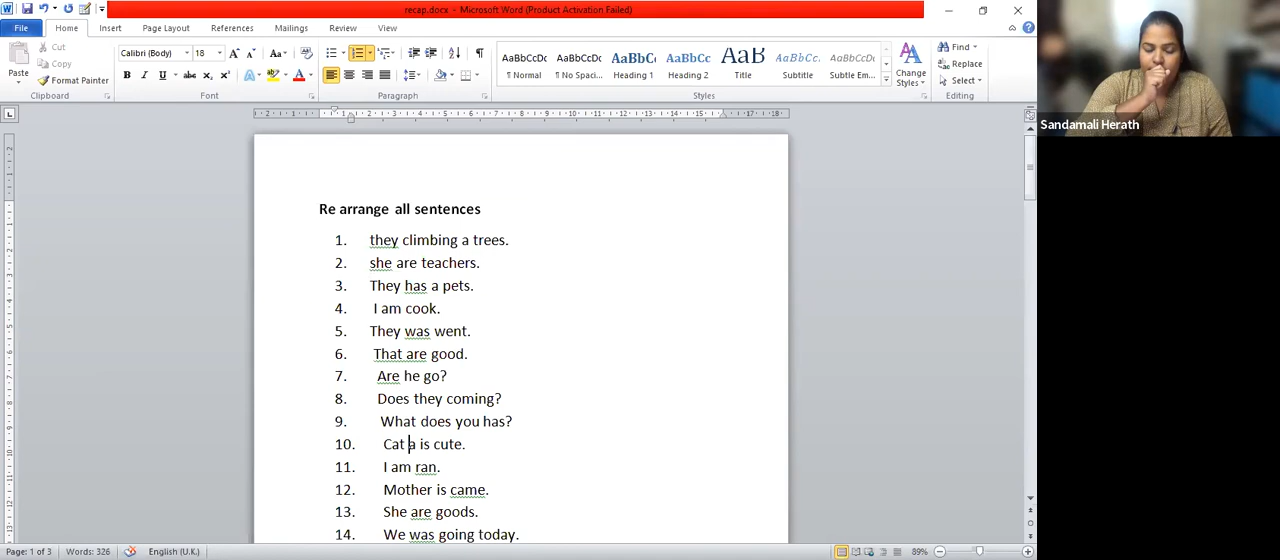 recap.docx - Microsoft Word (Product Activation Failed)
File Home Insert Page Layout References Mailings Review View
Cut
Copy
Format Painter
Paste
Clipboard
Calibri (Body) 18
Font
Paragraph
AaBbCcDc AaBbCcDc AaBbC AaBbCc AaB AaBbCc. AaBbCcDc
¶ Normal ¶ No Spaci... Heading 1 Heading 2 Title Subtitle Subtle Em...
Change Styles
Styles
Find
Replace
Select
Editing
Sandamali Herath
Re arrange all sentences
1. they climbing a trees.
2. she are teachers.
3. They has a pets.
4. I am cook.
5. They was went.
6. That are good.
7. Are he go?
8. Does they coming?
9. What does you has?
10. Cat a is cute.
11. I am ran.
12. Mother is came.
13. She are goods.
14. We was going today.
Page: 1 of 3 Words: 326 English (U.K.) 89%